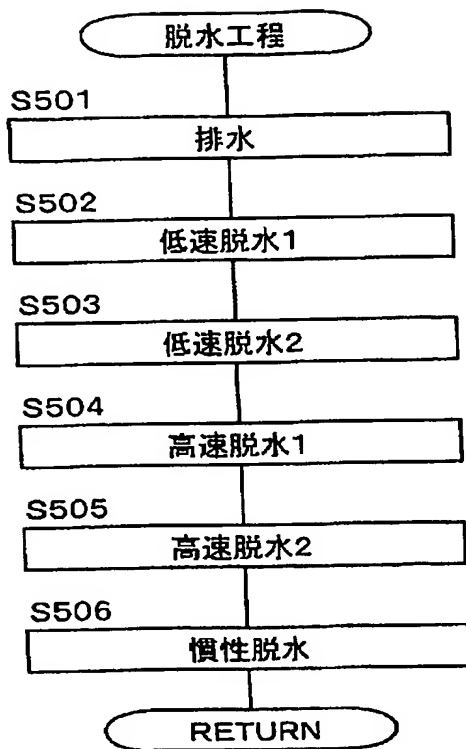 脱水工程
S501
排水
S502
低速脱水1
S503
低速脱水2
S504
高速脱水1
S505
高速脱水2
S506
慣性脱水
RETURN